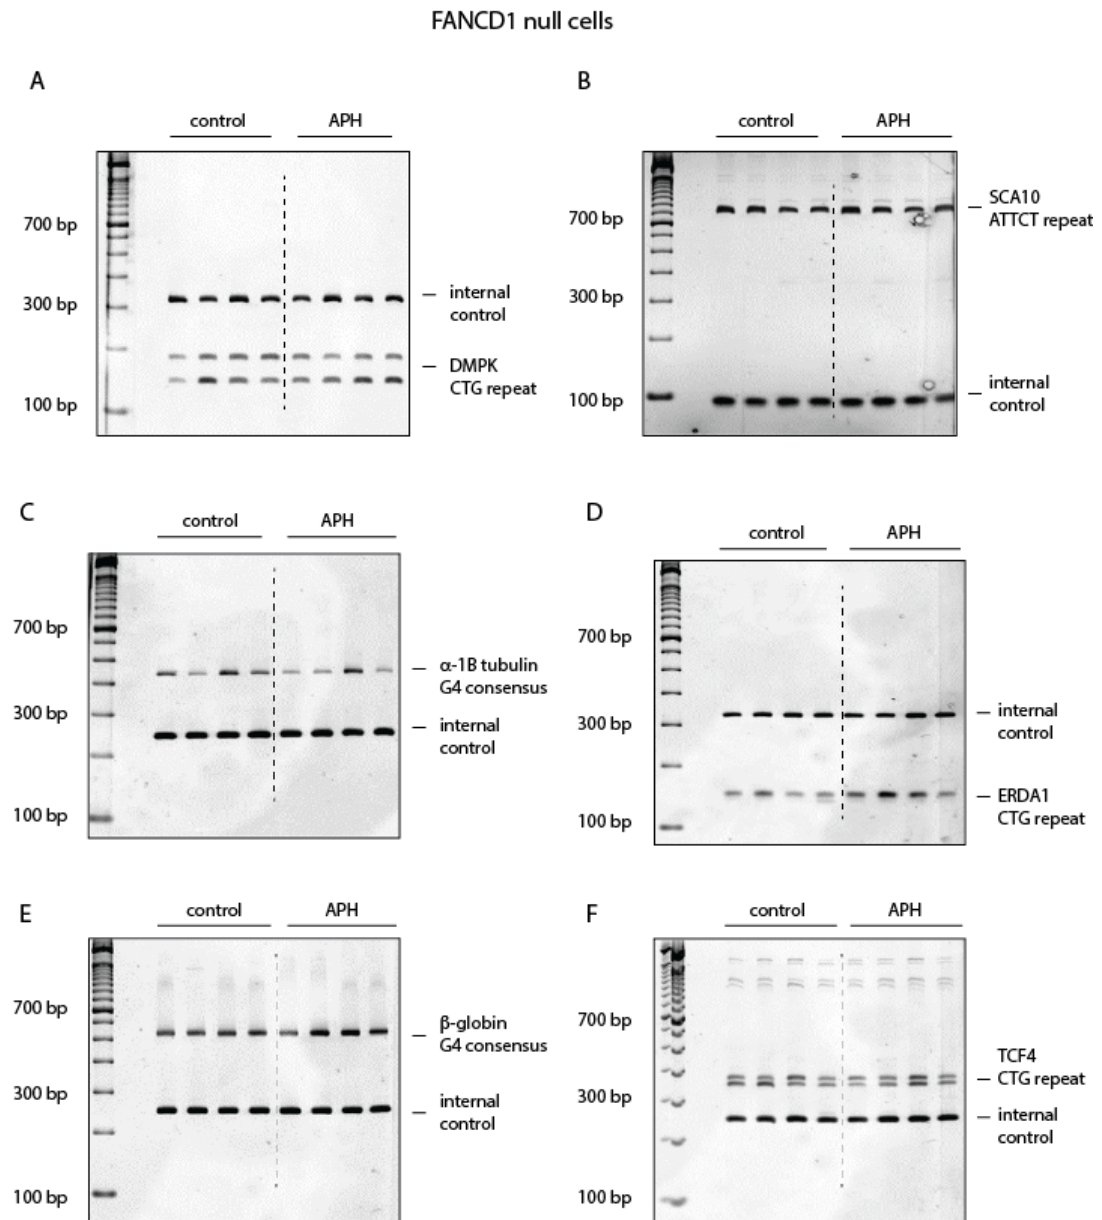 FANCD1 null cells
A
control
APH
700 bp
300 bp
100 bp
internal
control
DMPK
CTG repeat
B
control
APH
700 bp
300 bp
100 bp
SCA10
ATTCT repeat
internal
control
C
control
APH
700 bp
300 bp
100 bp
α-1B tubulin
G4 consensus
internal
control
D
control
APH
700 bp
300 bp
100 bp
internal
control
ERDA1
CTG repeat
E
control
APH
700 bp
300 bp
100 bp
β-globin
G4 consensus
internal
control
F
control
APH
700 bp
300 bp
100 bp
TCF4
CTG repeat
internal
control